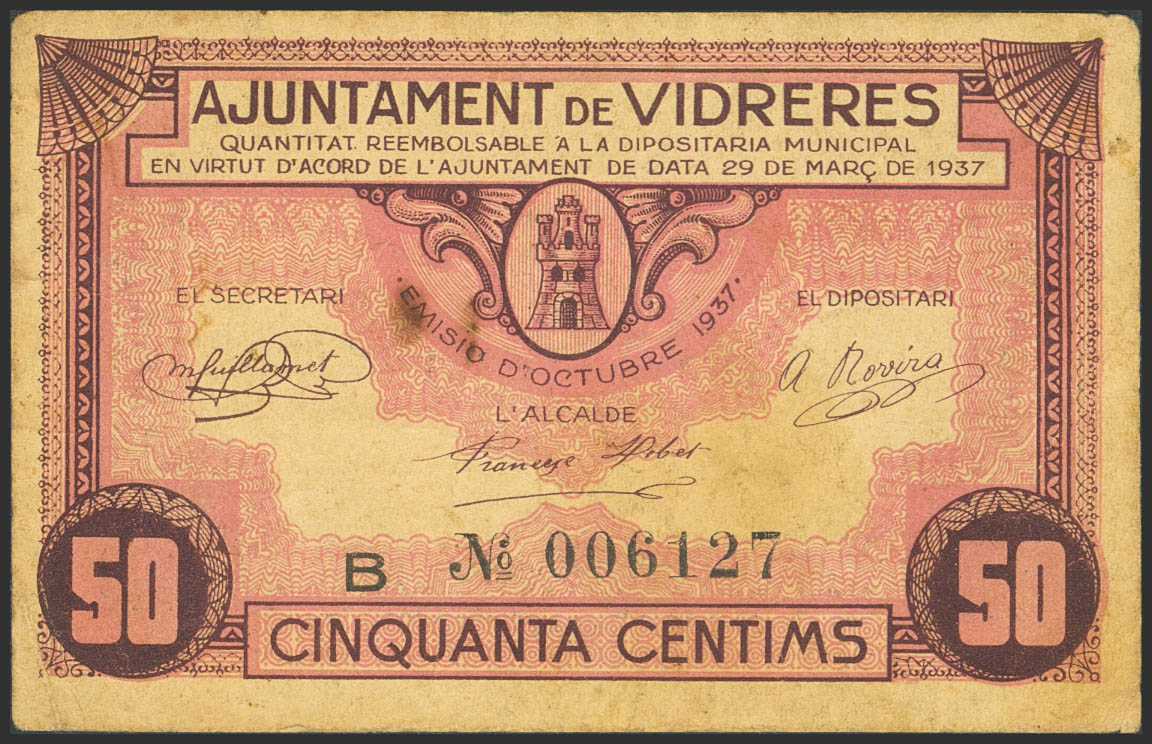 AJUNTAMENT DE VIDRERES
QUANTITAT REEMBOLSABLE A LA DIPOSITARIA MUNICIPAL
EN VIRTUT D'ACORD DE L'AJUNTAMENT DE DATA 29 DE MARÇ DE 1937
EL SECRETARI
EL DIPOSITARI
·EMISIO D'OCTUBRE 1937·
A Rovira
L'ALCALDE
B № 006127
50
50
CINQUANTA CENTIMS